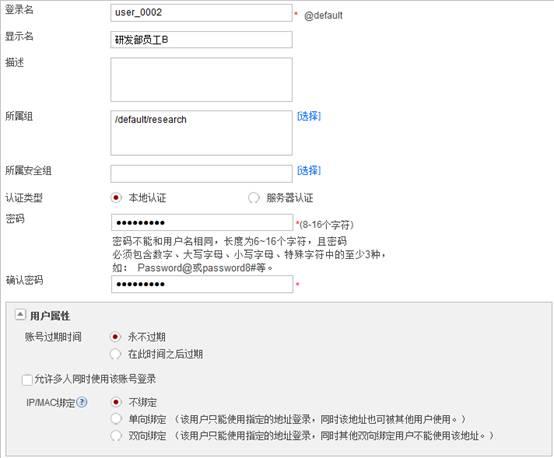 登录名 user_0002 * @default
显示名 研发部员工B
描述
所属组 /default/research [选择]
所属安全组 [选择]
认证类型 本地认证 服务器认证
密码 ●●●●●●●●● *(8-16个字符)
密码不能和用户名相同，长度为6~16个字符，且密码
必须包含数字、大写字母、小写字母、特殊字符中的至少3种，
如： Password@或password8#等。
确认密码 ●●●●●●●●● *
用户属性
账号过期时间 永不过期
在此时间之后过期
允许多人同时使用该账号登录
IP/MAC绑定 ? 不绑定
单向绑定 （该用户只能使用指定的地址登录，同时该地址也可被其他用户使用。）
双向绑定 （该用户只能使用指定的地址登录，同时其他双向绑定用户不能使用该地址。）